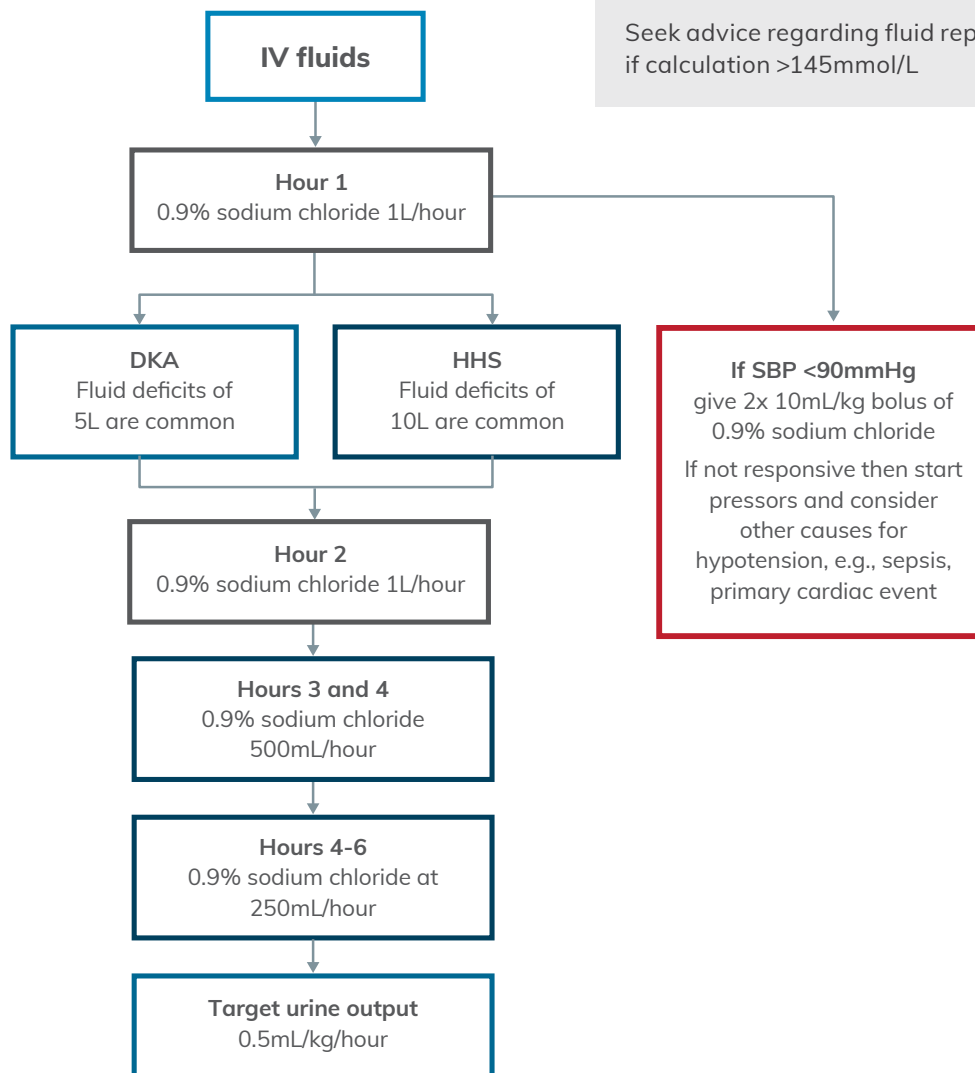 IV fluids
Seek advice regarding fluid
if calculation >145mmol/L
Hour 1
0.9% sodium chloride 1L/hour
DKA
Fluid deficits of
5L are common
HHS
Fluid deficits of
10L are common
If SBP <90mmHg
give 2x 10mL/kg bolus of
0.9% sodium chloride
If not responsive then start
pressors and consider
other causes for
hypotension, e.g., sepsis,
primary cardiac event
Hour 2
0.9% sodium chloride 1L/hour
Hours 3 and 4
0.9% sodium chloride
500mL/hour
Hours 4-6
0.9% sodium chloride at
250mL/hour
Target urine output
0.5mL/kg/hour